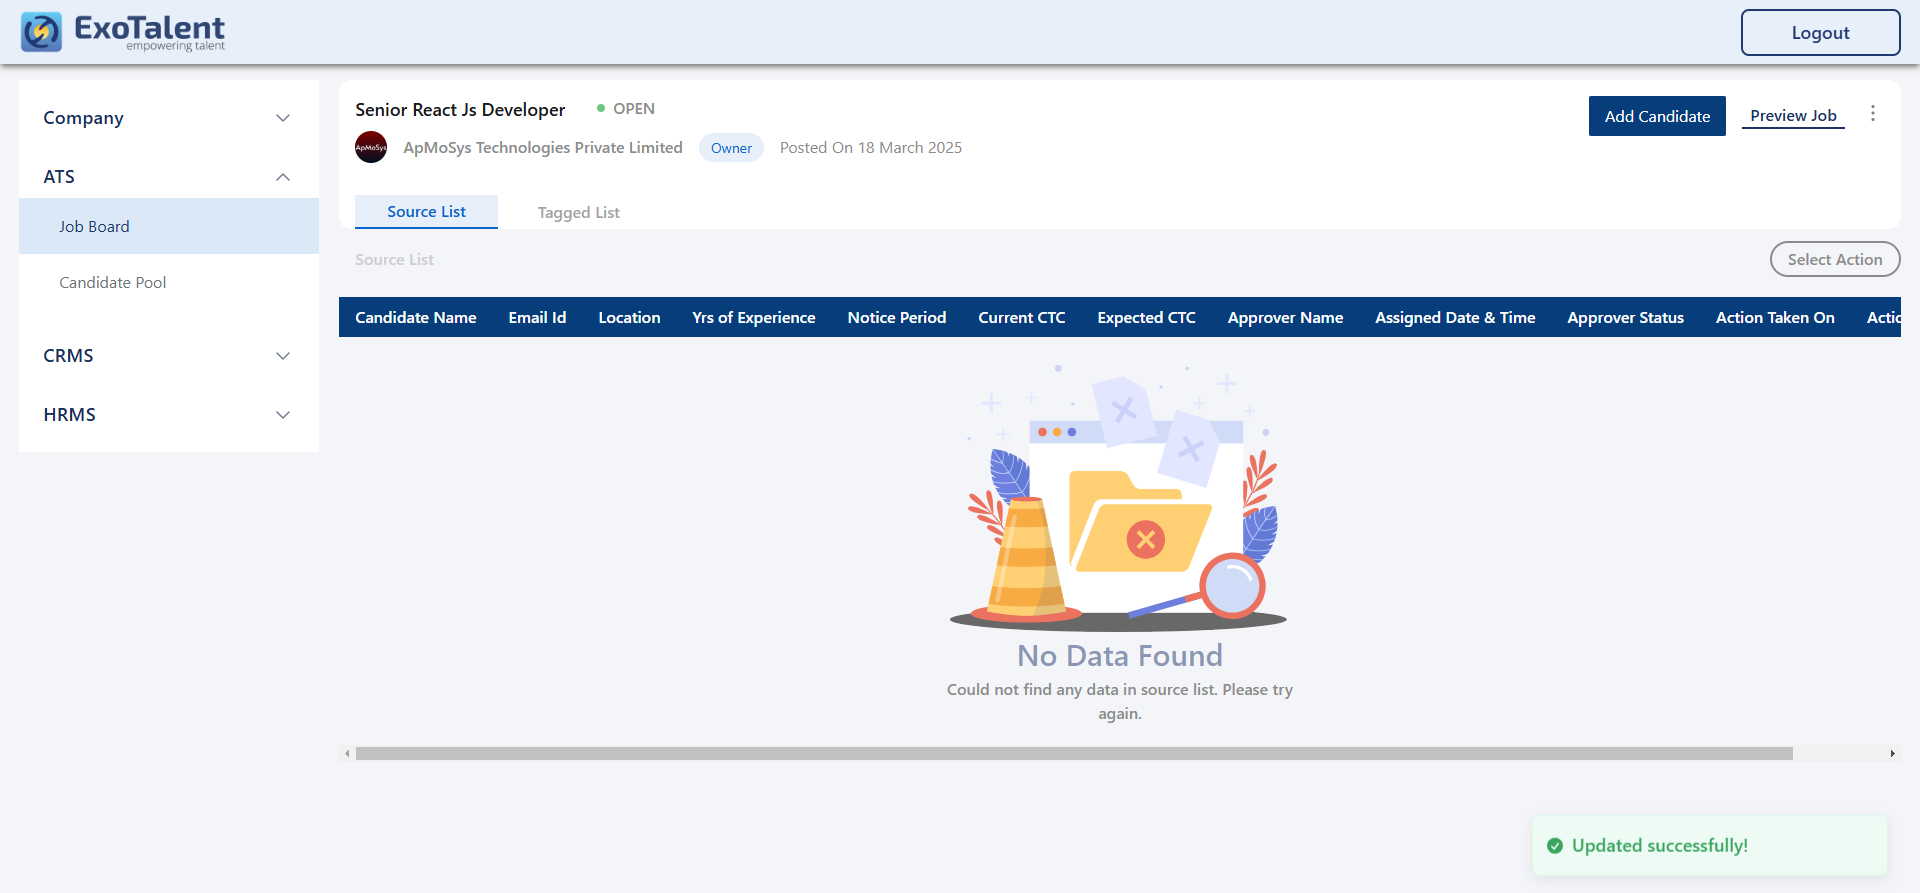 ExoTalent
empowering talent
Logout
Company
ATS
Job Board
Candidate Pool
CRMS
HRMS
Senior React Js Developer
OPEN
ApMoSys
ApMoSys Technologies Private Limited
Owner
Posted On 18 March 2025
Add Candidate
Preview Job
Source List
Tagged List
Source List
Select Action
Candidate Name Email Id Location Yrs of Experience Notice Period Current CTC Expected CTC Approver Name Assigned Date & Time Approver Status Action Taken On Actio
No Data Found
Could not find any data in source list. Please try
again.
Updated successfully!